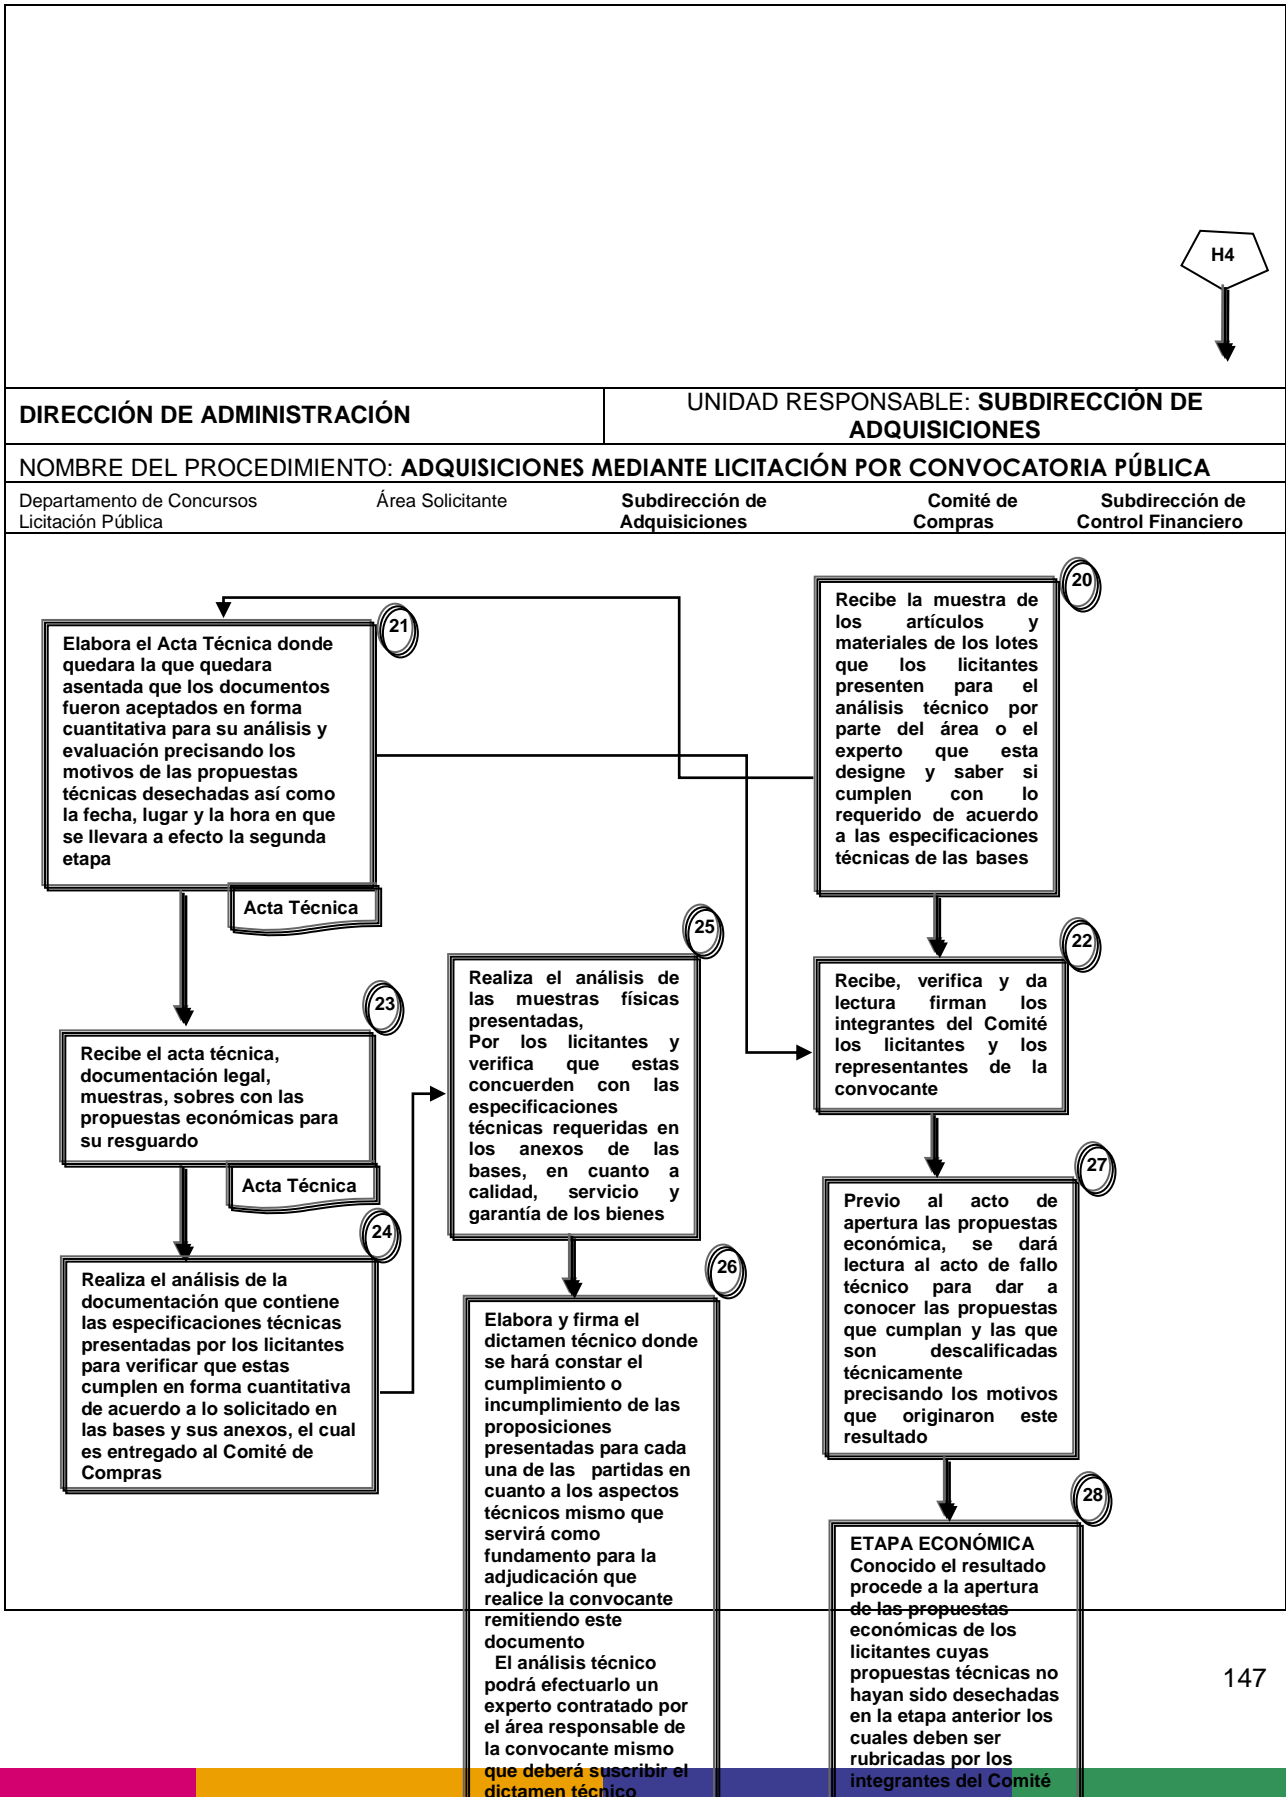 H4
DIRECCIÓN DE ADMINISTRACIÓN
UNIDAD RESPONSABLE: SUBDIRECCIÓN DE
ADQUISICIONES
NOMBRE DEL PROCEDIMIENTO: ADQUISICIONES MEDIANTE LICITACIÓN POR CONVOCATORIA PÚBLICA
Departamento de Concursos
Licitación Pública
Área Solicitante
Subdirección de
Adquisiciones
Comité de
Compras
Subdirección de
Control Financiero
20
Recibe la muestra de
los artículos y
materiales de los lotes
que los licitantes
presenten para el
análisis técnico por
parte del área o el
experto que esta
designe y saber si
cumplen con lo
requerido de acuerdo
a las especificaciones
técnicas de las bases
21
Elabora el Acta Técnica donde
quedara la que quedara
asentada que los documentos
fueron aceptados en forma
cuantitativa para su análisis y
evaluación precisando los
motivos de las propuestas
técnicas desechadas así como
la fecha, lugar y la hora en que
se llevara a efecto la segunda
etapa
Acta Técnica
22
Recibe, verifica y da
lectura firman los
integrantes del Comité
los licitantes y los
representantes de la
convocante
23
Recibe el acta técnica,
documentación legal,
muestras, sobres con las
propuestas económicas para
su resguardo
Acta Técnica
24
Realiza el análisis de la
documentación que contiene
las especificaciones técnicas
presentadas por los licitantes
para verificar que estas
cumplen en forma cuantitativa
de acuerdo a lo solicitado en
las bases y sus anexos, el cual
es entregado al Comité de
Compras
25
Realiza el análisis de
las muestras físicas
presentadas,
Por los licitantes y
verifica que estas
concuerden con las
especificaciones
técnicas requeridas en
los anexos de las
bases, en cuanto a
calidad, servicio y
garantía de los bienes
26
Elabora y firma el
dictamen técnico donde
se hará constar el
cumplimiento o
incumplimiento de las
proposiciones
presentadas para cada
una de las partidas en
cuanto a los aspectos
técnicos mismo que
servirá como
fundamento para la
adjudicación que
realice la convocante
remitiendo este
documento
El análisis técnico
podrá efectuarlo un
experto contratado por
el área responsable de
la convocante mismo
que deberá suscribir el
dictamen técnico
27
Previo al acto de
apertura las propuestas
económica, se dará
lectura al acto de fallo
técnico para dar a
conocer las propuestas
que cumplan y las que
son descalificadas
técnicamente
precisando los motivos
que originaron este
resultado
28
ETAPA ECONÓMICA
Conocido el resultado
procede a la apertura
de las propuestas
económicas de los
licitantes cuyas
propuestas técnicas no
hayan sido desechadas
en la etapa anterior los
cuales deben ser
rubricadas por los
integrantes del Comité
147